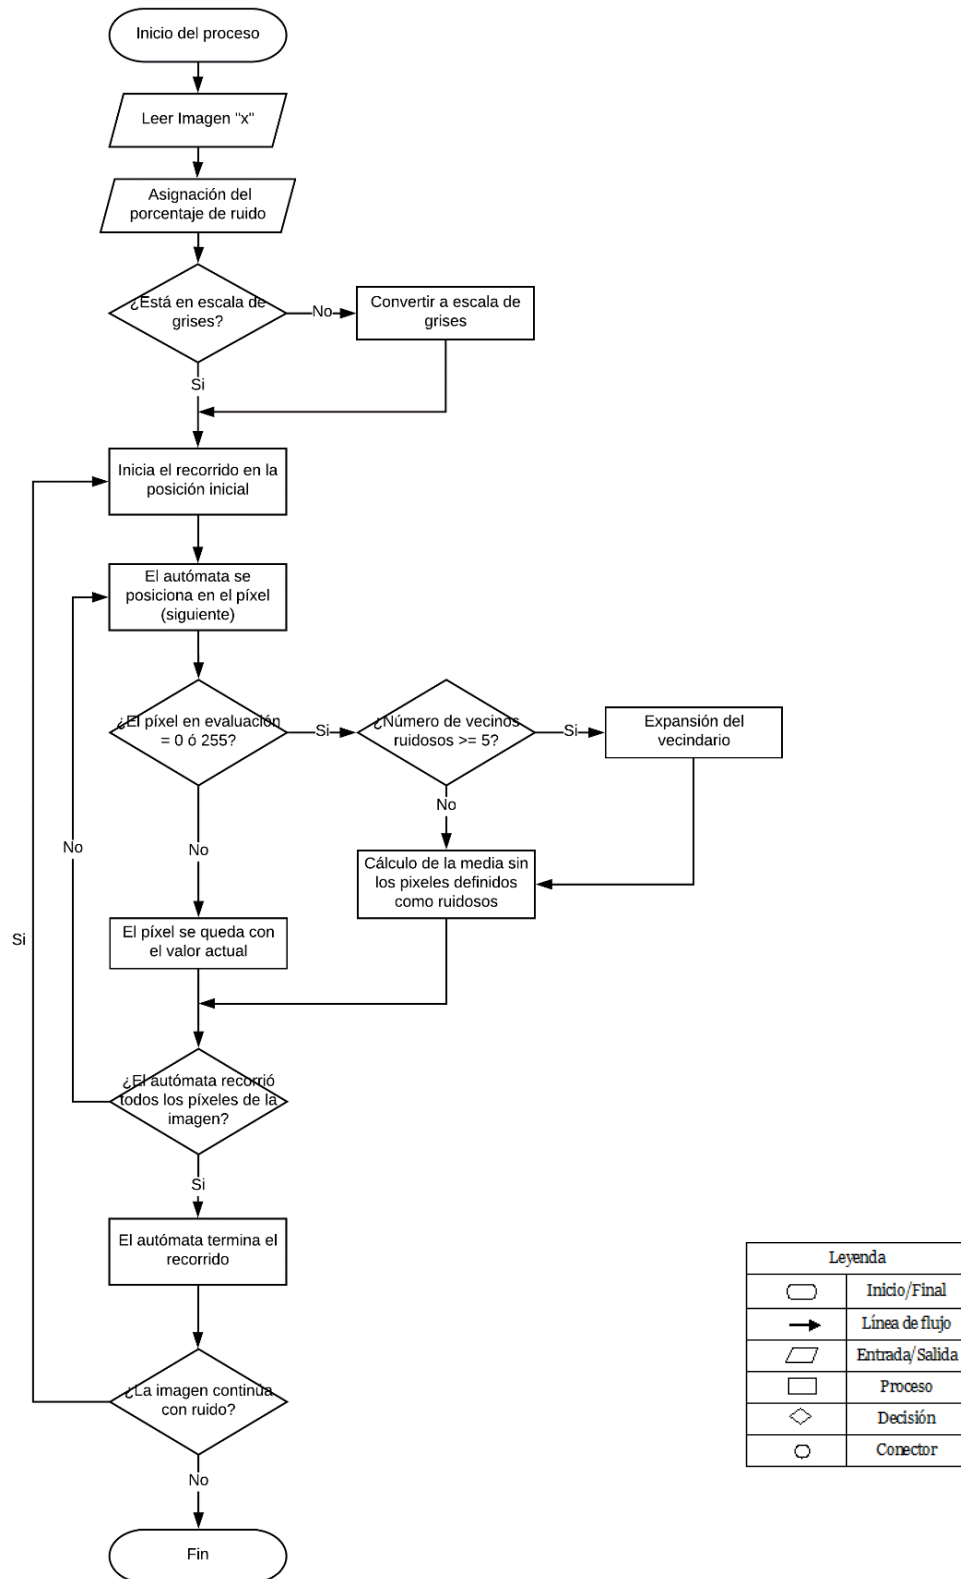 Inicio del proceso
Leer Imagen "x"
Asignación del
porcentaje de ruido
¿Está en escala de
grises?
No
Convertir a escala de
grises
Si
Inicia el recorrido en la
posición inicial
El autómata se
posiciona en el píxel
(siguiente)
¿El píxel en evaluación
= 0 ó 255?
Si
¿Número de vecinos
ruidosos >= 5?
Si
Expansión del
vecindario
No
No
No
Cálculo de la media sin
los pixeles definidos
como ruidosos
El píxel se queda con
el valor actual
Si
¿El autómata recorrió
todos los píxeles de la
imagen?
Si
El autómata termina el
recorrido
¿La imagen continúa
con ruido?
No
Fin
Leyenda
Inicio/Final
Línea de flujo
Entrada/Salida
Proceso
Decisión
Conector